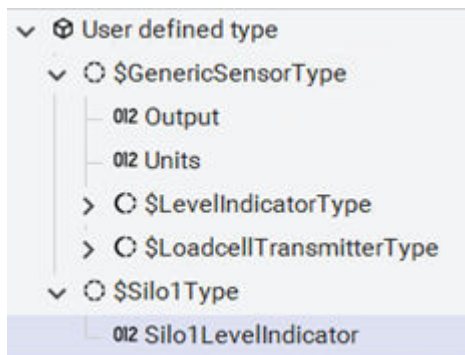 User defined type
$GenericSensorType
012 Output
012 Units
$LevelIndicatorType
$LoadcellTransmitterType
$Silo1Type
012 Silo1LevelIndicator